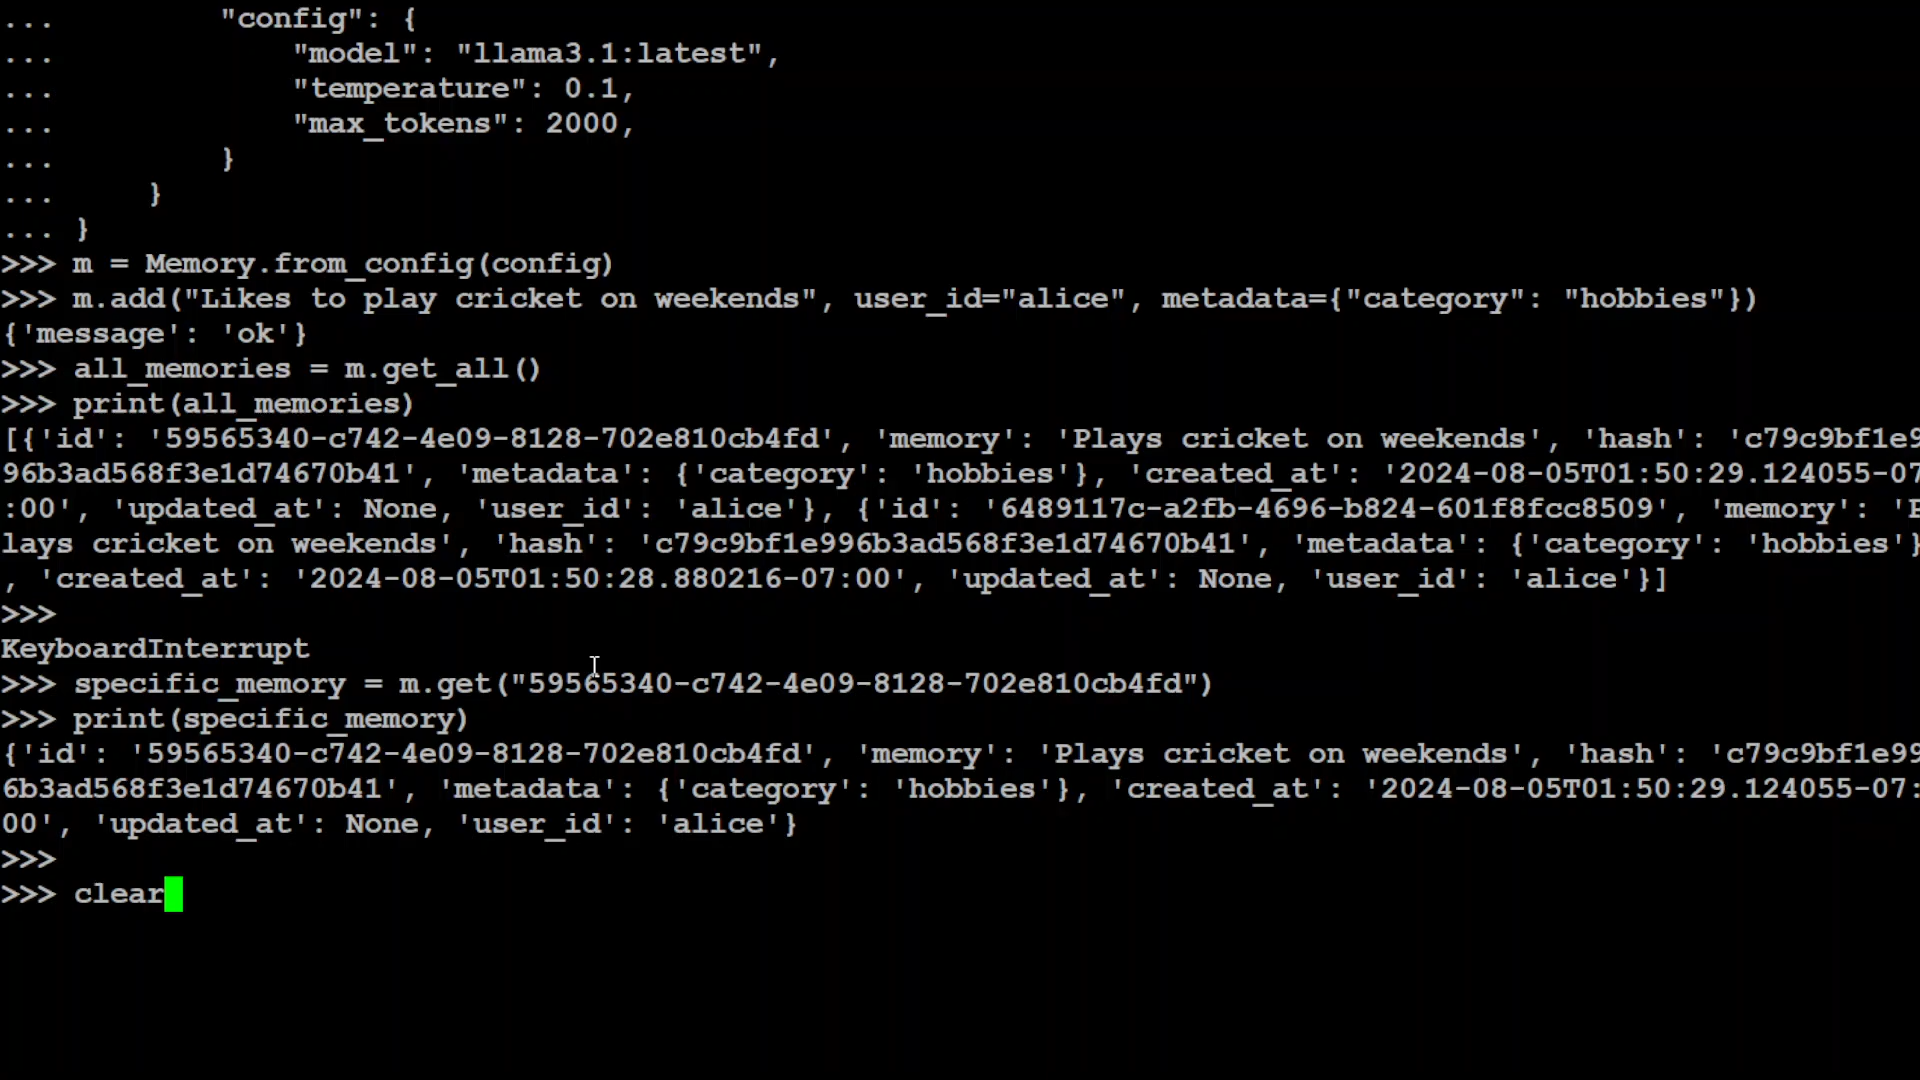 ...         "config": {
...             "model": "llama3.1:latest",
...             "temperature": 0.1,
...             "max_tokens": 2000,
...         }
...     }
... }
>>> m = Memory.from_config(config)
>>> m.add("Likes to play cricket on weekends", user_id="alice", metadata={"category": "hobbies"})
{'message': 'ok'}
>>> all_memories = m.get_all()
>>> print(all_memories)
[{'id': '59565340-c742-4e09-8128-702e810cb4fd', 'memory': 'Plays cricket on weekends', 'hash': 'c79c9bf1e9
96b3ad568f3e1d74670b41', 'metadata': {'category': 'hobbies'}, 'created_at': '2024-08-05T01:50:29.124055-07
:00', 'updated_at': None, 'user_id': 'alice'}, {'id': '6489117c-a2fb-4696-b824-601f8fcc8509', 'memory': 'P
lays cricket on weekends', 'hash': 'c79c9bf1e996b3ad568f3e1d74670b41', 'metadata': {'category': 'hobbies'}
, 'created_at': '2024-08-05T01:50:28.880216-07:00', 'updated_at': None, 'user_id': 'alice'}]
>>>
KeyboardInterrupt
>>> specific_memory = m.get("59565340-c742-4e09-8128-702e810cb4fd")
>>> print(specific_memory)
{'id': '59565340-c742-4e09-8128-702e810cb4fd', 'memory': 'Plays cricket on weekends', 'hash': 'c79c9bf1e99
6b3ad568f3e1d74670b41', 'metadata': {'category': 'hobbies'}, 'created_at': '2024-08-05T01:50:29.124055-07:
00', 'updated_at': None, 'user_id': 'alice'}
>>>
>>> clear